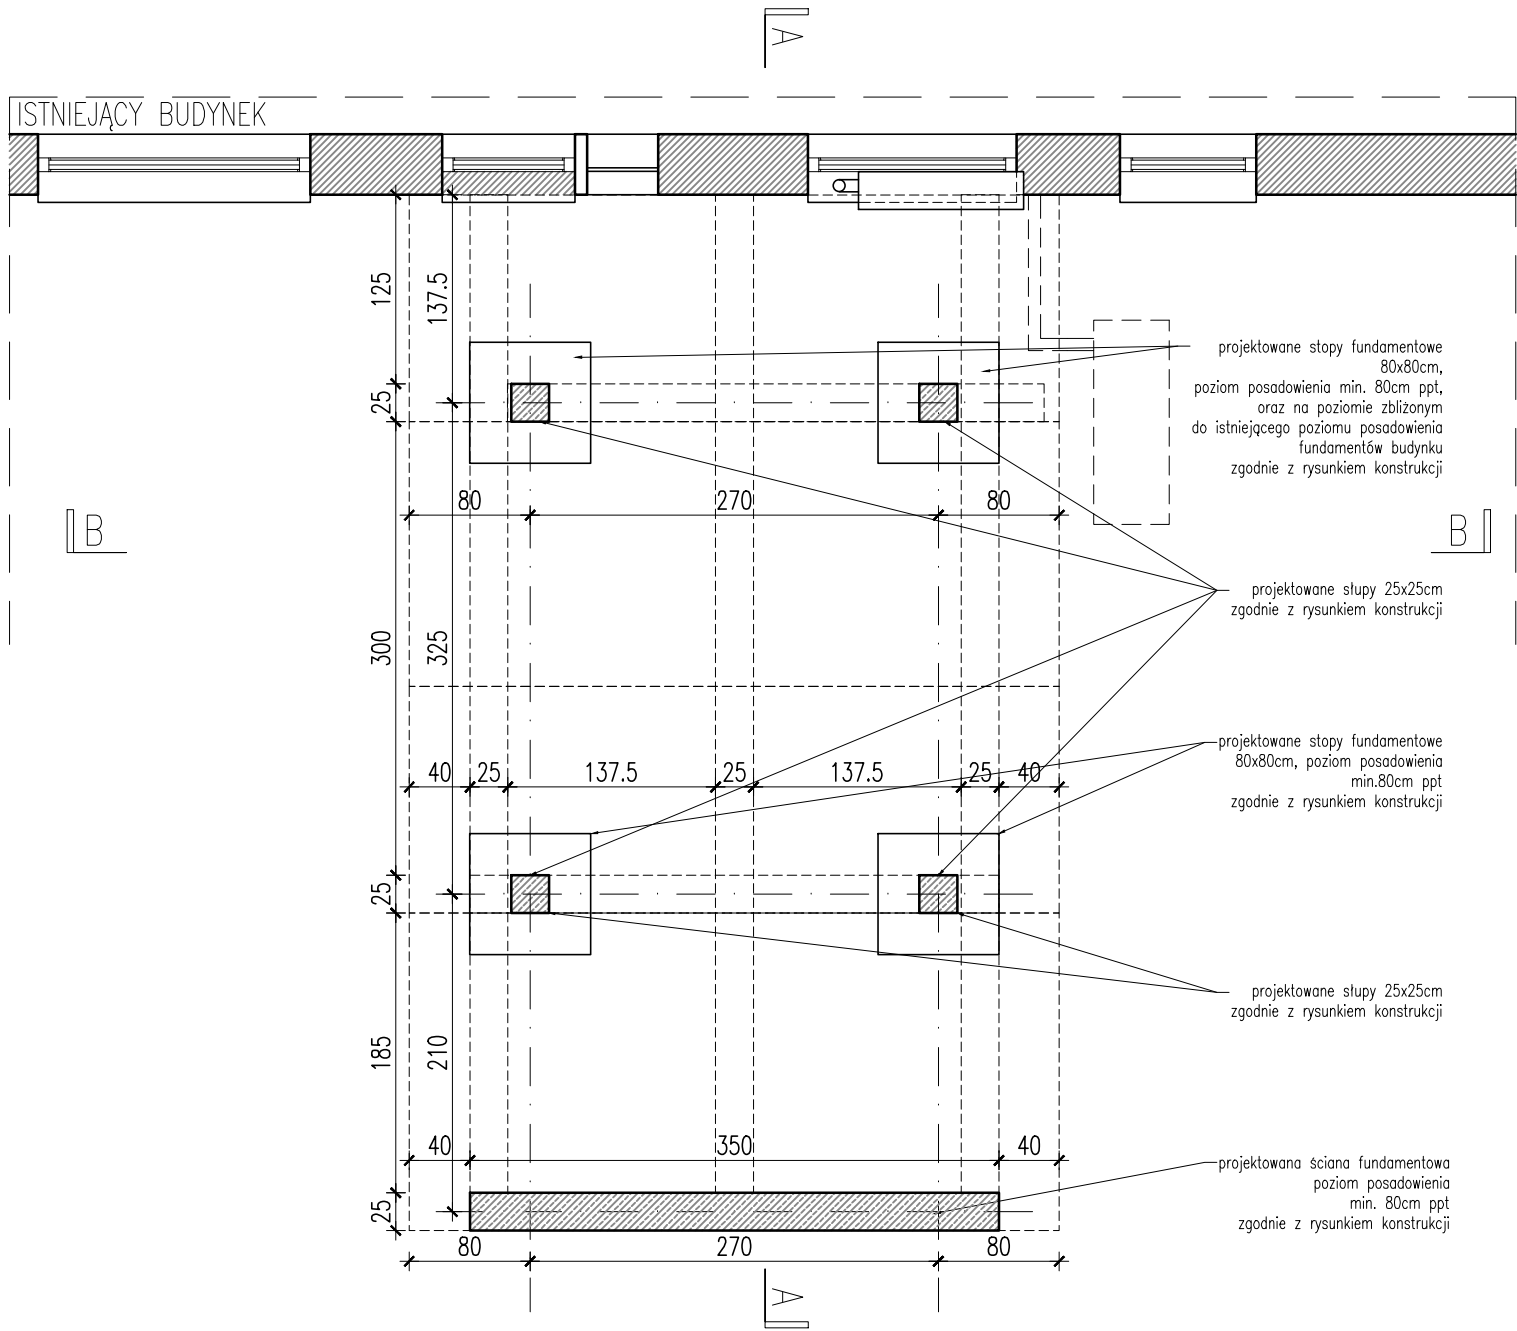 A
ISTNIEJĄCY BUDYNEK
125
137.5
projektowane stopy fundamentowe
80x80cm,
poziom posadowienia min. 80cm ppt,
oraz na poziomie zbliżonym
do istniejącego poziomu posadowienia
fundamentów budynku
zgodnie z rysunkiem konstrukcji
25
80 270 80
B B
projektowane słupy 25x25cm
zgodnie z rysunkiem konstrukcji
300
325
projektowane stopy fundamentowe
80x80cm, poziom posadowienia
min.80cm ppt
zgodnie z rysunkiem konstrukcji
40 25 137.5 25 137.5 25 40
25
projektowane słupy 25x25cm
zgodnie z rysunkiem konstrukcji
185
210
40 350 40
projektowana ściana fundamentowa
poziom posadowienia
min. 80cm ppt
zgodnie z rysunkiem konstrukcji
25
80 270 80
A